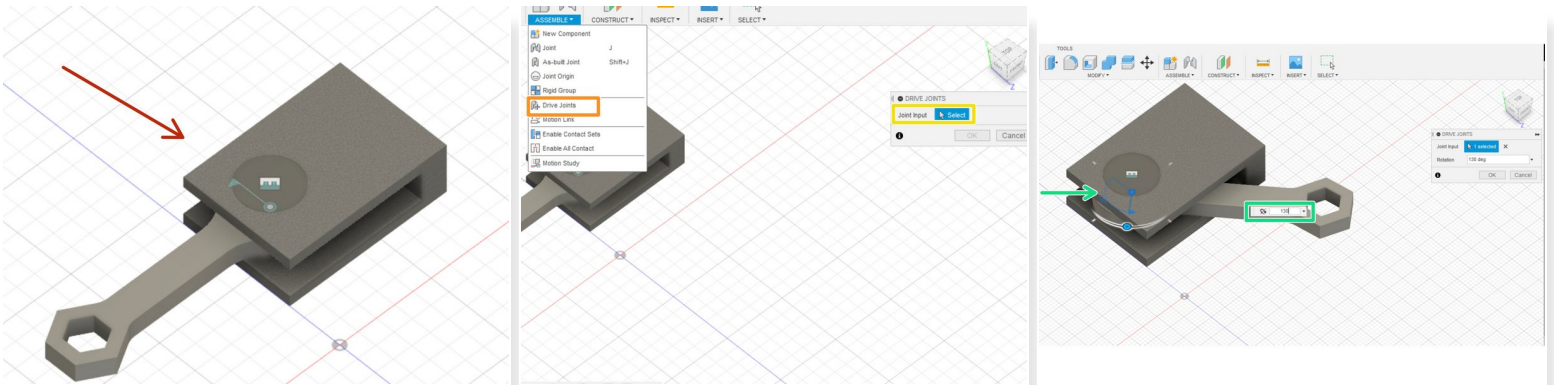 ASSEMBLE ▾ CONSTRUCT ▾ INSPECT ▾ INSERT ▾ SELECT ▾
New Component
Joint J
As-built Joint Shift+J
Joint Origin
Rigid Group
Drive Joints
Motion Link
Enable Contact Sets
Enable All Contact
Motion Study
TOP
Z
DRIVE JOINTS
Joint Input Select
OK Cancel
TOOLS
MODIFY ▾ ASSEMBLE ▾ CONSTRUCT ▾ INSPECT ▾ INSERT ▾ SELECT ▾
Z
DRIVE JOINTS
Joint Input 1 selected
Rotation 130 deg
OK Cancel
130